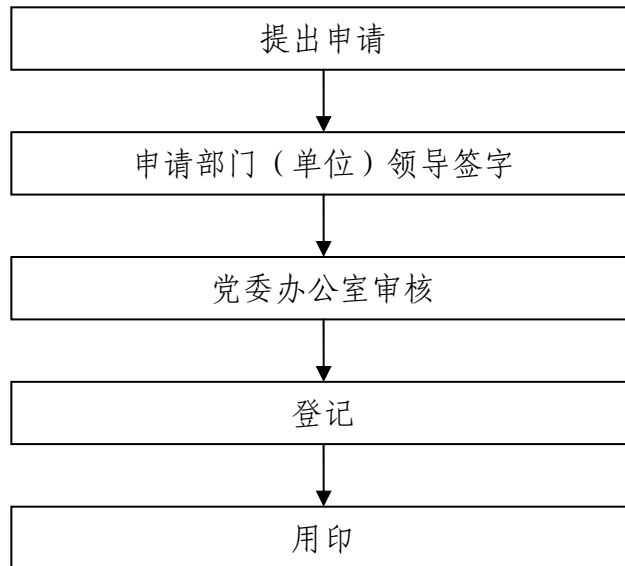 提出申请
申请部门（单位）领导签字
党委办公室审核
登记
用印